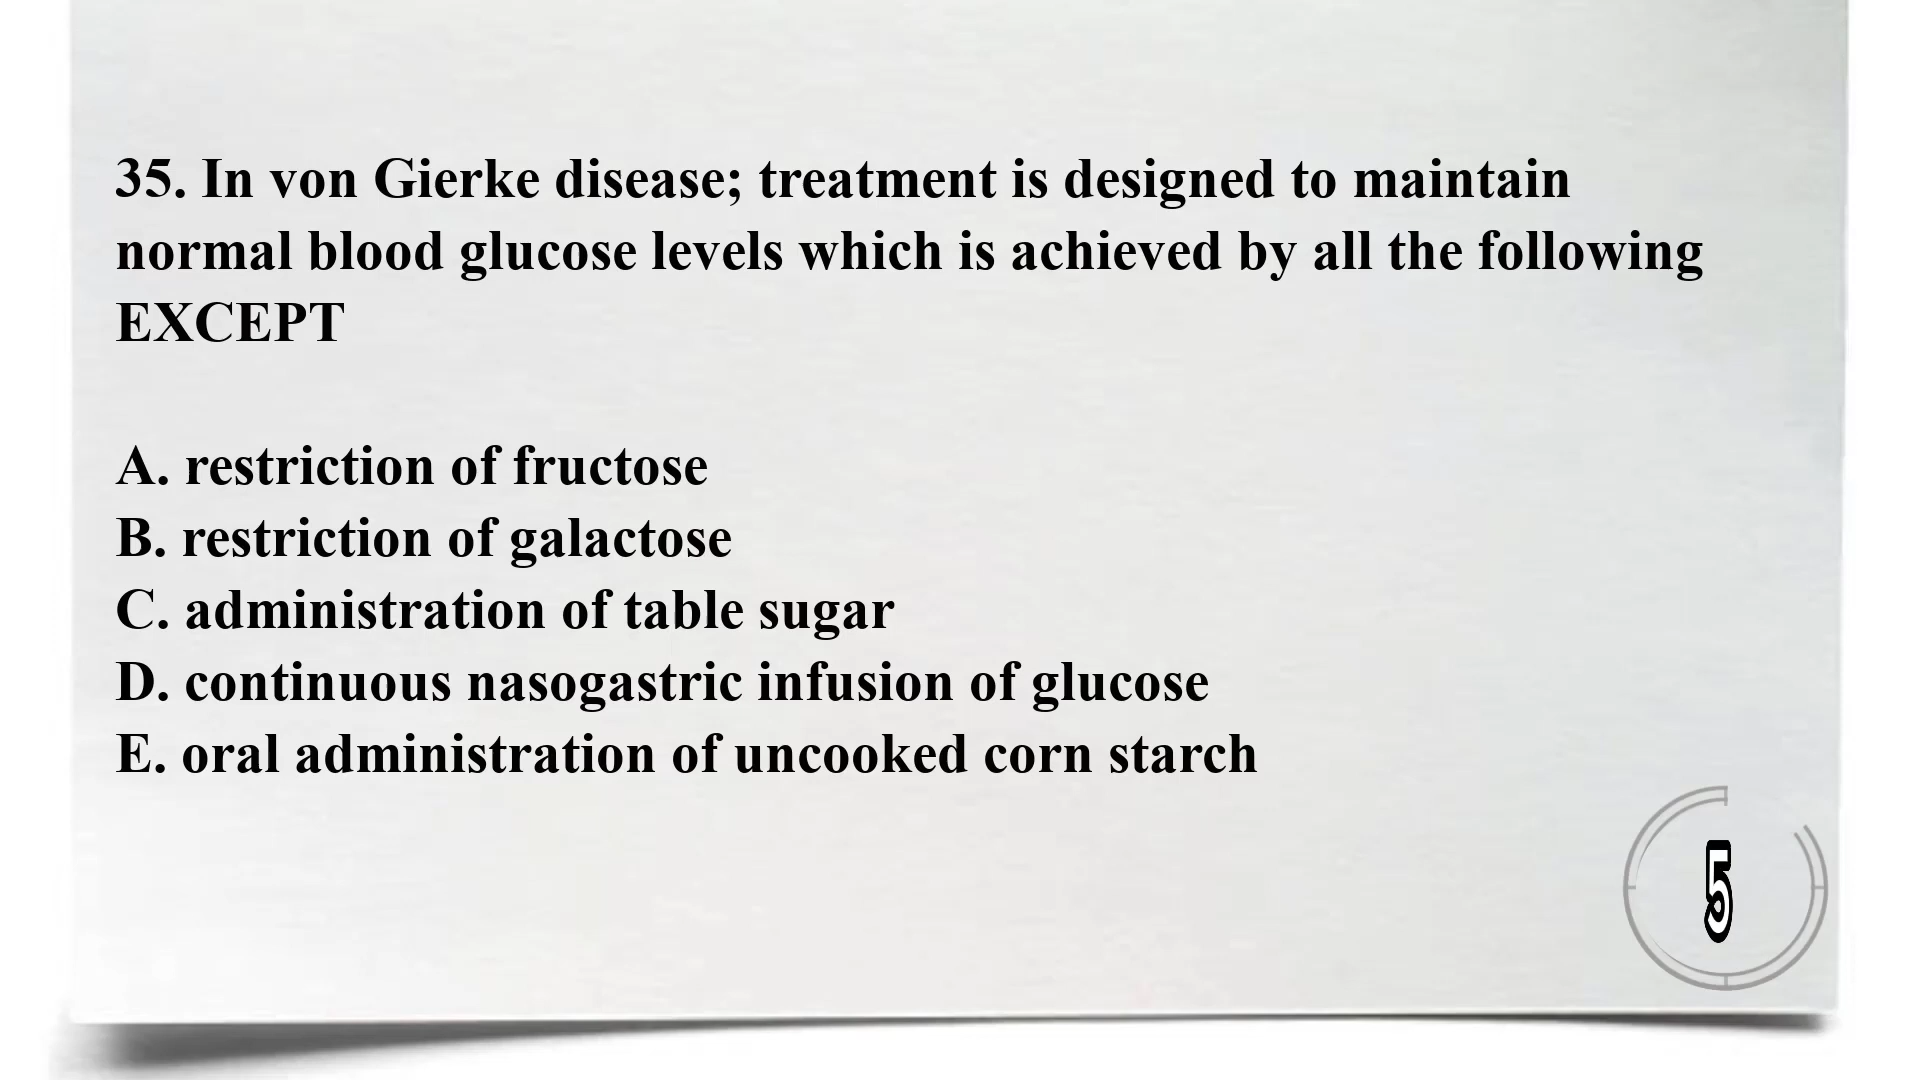 35. In von Gierke disease; treatment is designed to maintain
normal blood glucose levels which is achieved by all the following
EXCEPT
A. restriction of fructose
B. restriction of galactose
C. administration of table sugar
D. continuous nasogastric infusion of glucose
E. oral administration of uncooked corn starch
5